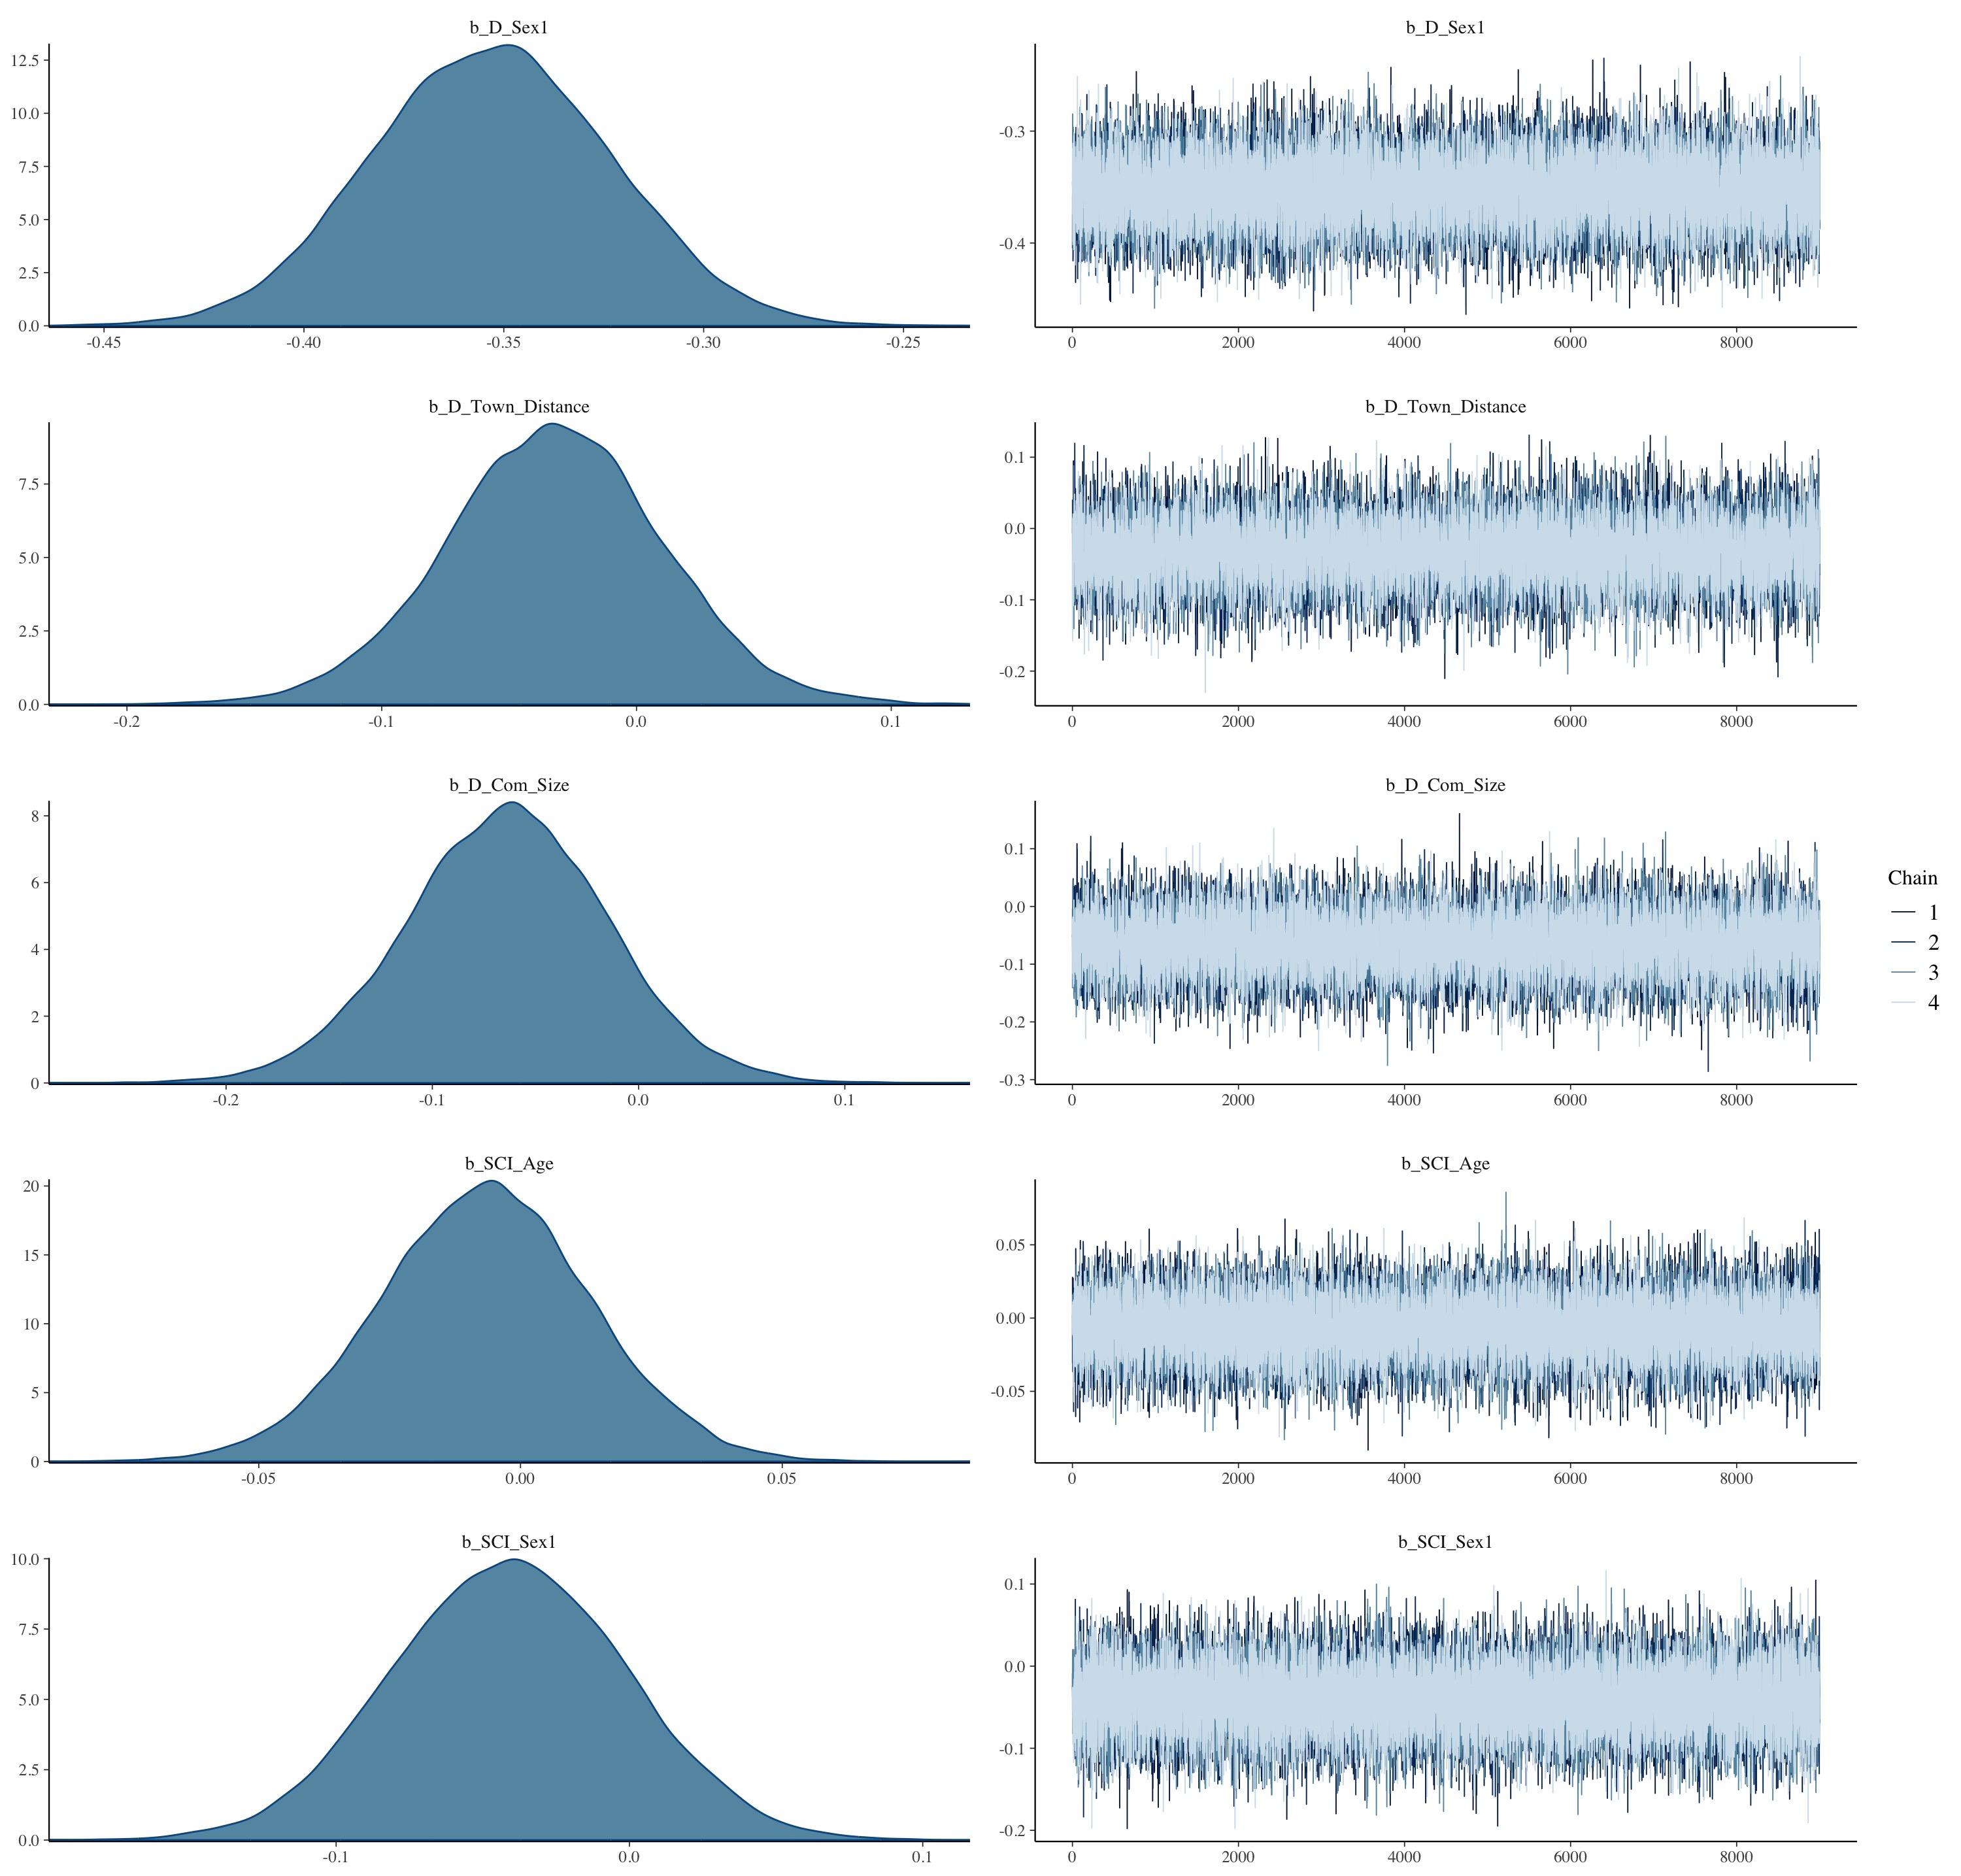 b_D_Sex1
12.5
10.0
7.5
5.0
2.5
0.0
-0.45 -0.40 -0.35 -0.30 -0.25
b_D_Sex1
-0.3
-0.4
0 2000 4000 6000 8000
b_D_Town_Distance
7.5
5.0
2.5
0.0
-0.2 -0.1 0.0 0.1
b_D_Town_Distance
0.1
0.0
-0.1
-0.2
0 2000 4000 6000 8000
b_D_Com_Size
8
6
4
2
0
-0.2 -0.1 0.0 0.1
b_D_Com_Size
0.1
0.0
-0.1
-0.2
-0.3
0 2000 4000 6000 8000
b_SCI_Age
20
15
10
5
0
-0.05 0.00 0.05
b_SCI_Age
0.05
0.00
-0.05
0 2000 4000 6000 8000
b_SCI_Sex1
10.0
7.5
5.0
2.5
0.0
-0.1 0.0 0.1
b_SCI_Sex1
0.1
0.0
-0.1
-0.2
0 2000 4000 6000 8000
Chain
1
2
3
4